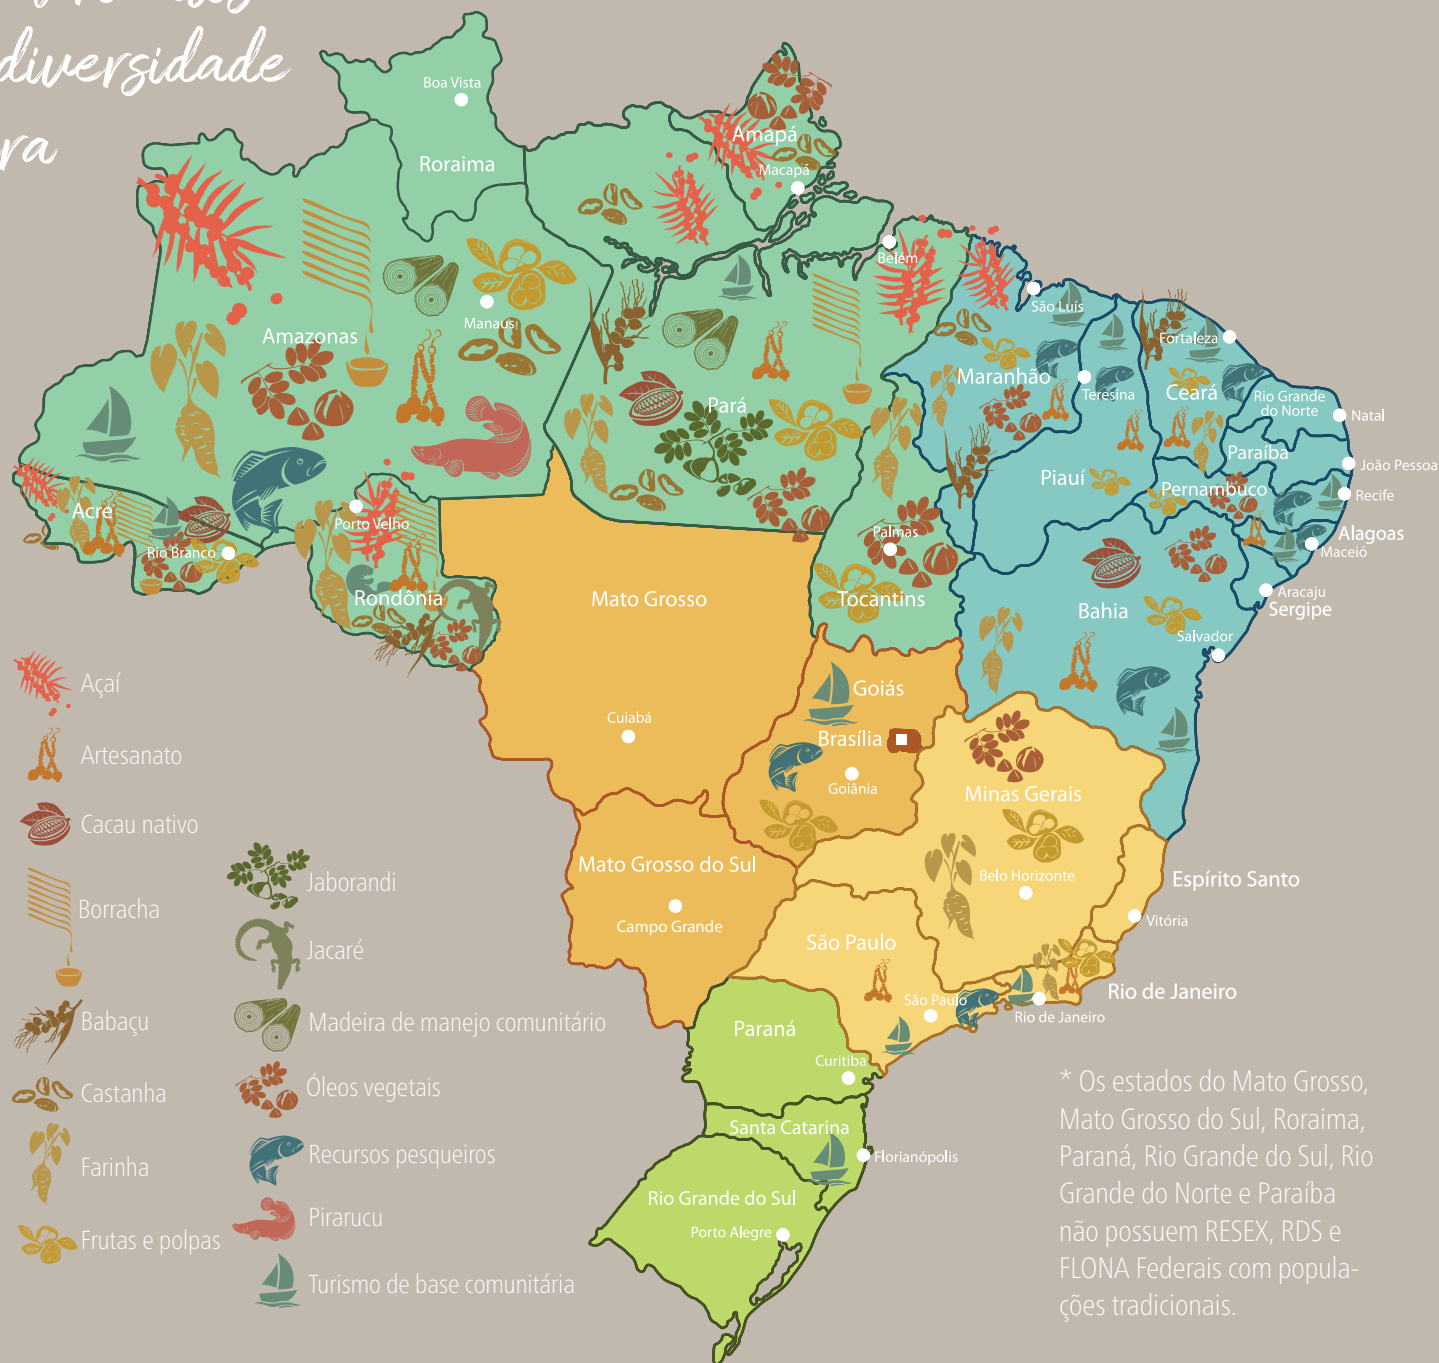 diversidade
ra
Boa Vista
Roraima
Amapá
Macapá
Belém
São Luís
Amazonas
Manaus
Pará
Maranhão
Teresina
Fortaleza
Ceará
Rio Grande
do Norte
Natal
Paraíba
João Pessoa
Piauí
Pernambuco
Recife
Alagoas
Maceió
Acre
Rio Branco
Porto Velho
Rondônia
Mato Grosso
Cuiabá
Palmas
Tocantins
Bahia
Aracaju
Sergipe
Salvador
Goiás
Brasília
Goiânia
Minas Gerais
Belo Horizonte
Mato Grosso do Sul
Campo Grande
Espírito Santo
Vitória
São Paulo
São Paulo
Rio de Janeiro
Rio de Janeiro
Paraná
Curitiba
Santa Catarina
Florianópolis
Rio Grande do Sul
Porto Alegre
Açaí
Artesanato
Cacau nativo
Borracha
Babaçu
Castanha
Farinha
Frutas e polpas
Jaborandi
Jacaré
Madeira de manejo comunitário
Óleos vegetais
Recursos pesqueiros
Pirarucu
Turismo de base comunitária
* Os estados do Mato Grosso,
Mato Grosso do Sul, Roraima,
Paraná, Rio Grande do Sul, Rio
Grande do Norte e Paraíba
não possuem RESEX, RDS e
FLONA Federais com popula-
ções tradicionais.